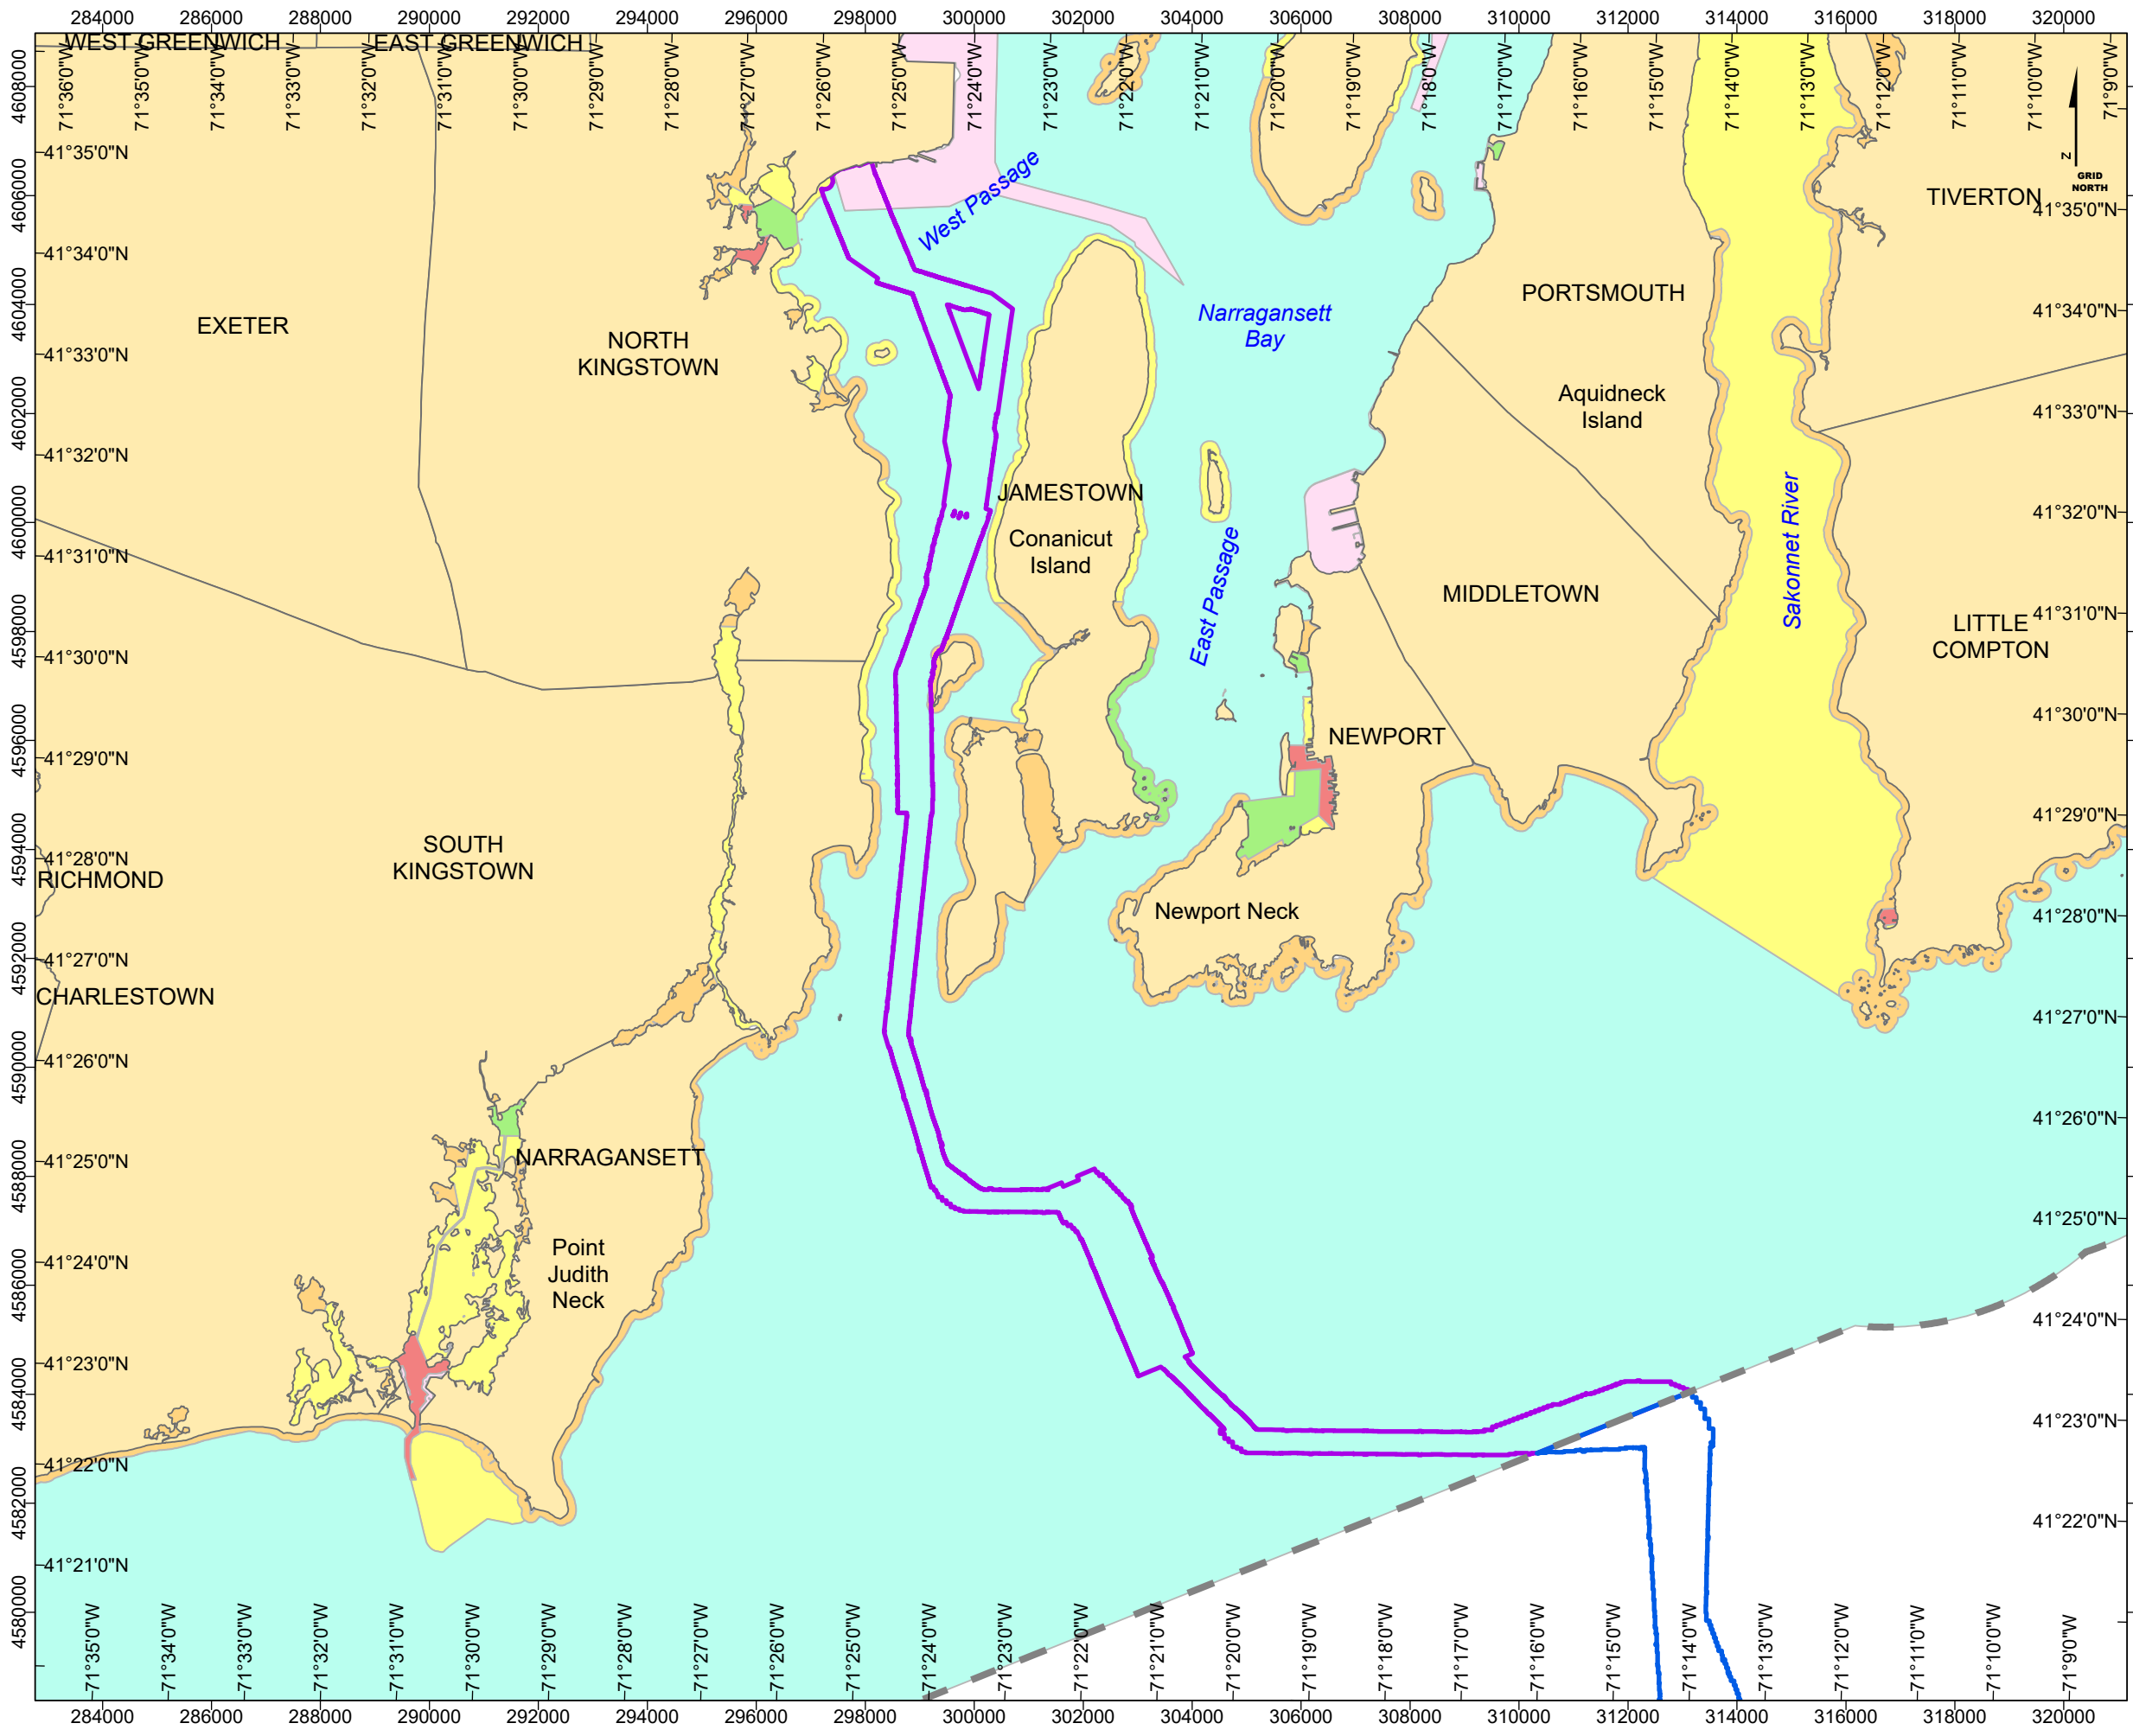 284000 286000 288000 290000 292000 294000 296000 298000 300000 302000 304000 306000 308000 310000 312000 314000 316000 318000 320000
WEST GREENWICH
EAST GREENWICH
71°36'0"W 71°35'0"W 71°34'0"W 71°33'0"W 71°32'0"W 71°31'0"W 71°30'0"W 71°29'0"W 71°28'0"W 71°27'0"W 71°26'0"W 71°25'0"W 71°24'0"W 71°23'0"W 71°22'0"W 71°21'0"W 71°20'0"W 71°19'0"W 71°18'0"W 71°17'0"W 71°16'0"W 71°15'0"W 71°14'0"W 71°13'0"W 71°12'0"W 71°11'0"W 71°10'0"W 71°9'0"W
4608000
4606000
4604000
4602000
4600000
4598000
4596000
4594000
4592000
4590000
4588000
4586000
4584000
4582000
4580000
41°35'0"N
41°34'0"N
41°33'0"N
41°32'0"N
41°31'0"N
41°30'0"N
41°29'0"N
41°28'0"N
41°27'0"N
41°26'0"N
41°25'0"N
41°24'0"N
41°23'0"N
41°22'0"N
41°21'0"N
N
GRID
NORTH
West Passage
TIVERTON
PORTSMOUTH
Narragansett
Bay
EXETER
NORTH
KINGSTOWN
Aquidneck
Island
JAMESTOWN
Conanicut
Island
East Passage
Sakonnet River
MIDDLETOWN
LITTLE
COMPTON
NEWPORT
SOUTH
KINGSTOWN
RICHMOND
Newport Neck
CHARLESTOWN
NARRAGANSETT
Point
Judith
Neck
41°35'0"N
41°34'0"N
41°33'0"N
41°32'0"N
41°31'0"N
41°30'0"N
41°29'0"N
41°28'0"N
41°27'0"N
41°26'0"N
41°25'0"N
41°24'0"N
41°23'0"N
41°22'0"N
71°35'0"W 71°34'0"W 71°33'0"W 71°32'0"W 71°31'0"W 71°30'0"W 71°29'0"W 71°28'0"W 71°27'0"W 71°26'0"W 71°25'0"W 71°24'0"W 71°23'0"W 71°22'0"W 71°21'0"W 71°20'0"W 71°19'0"W 71°18'0"W 71°17'0"W 71°16'0"W 71°15'0"W 71°14'0"W 71°13'0"W 71°12'0"W 71°11'0"W 71°10'0"W 71°9'0"W
284000 286000 288000 290000 292000 294000 296000 298000 300000 302000 304000 306000 308000 310000 312000 314000 316000 318000 320000